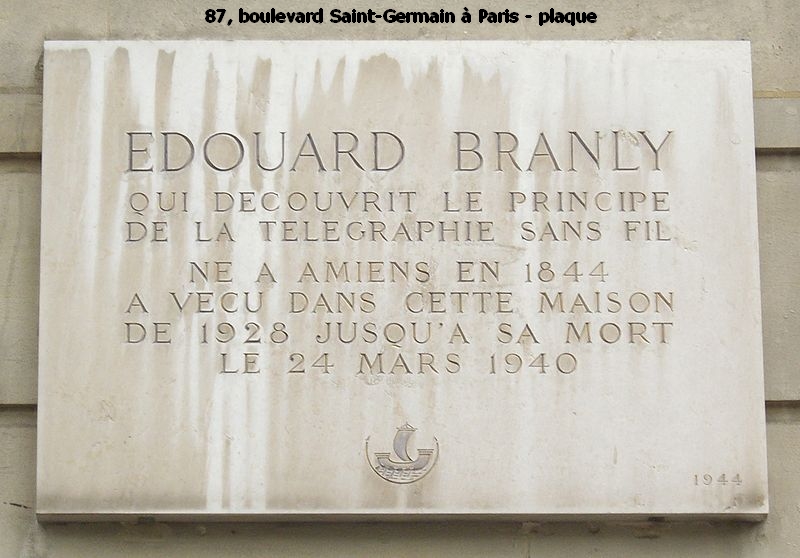 87, boulevard Saint-Germain à Paris - plaque
EDOUARD BRANLY
QUI DECOUVRIT LE PRINCIPE
DE LA TELEGRAPHIE SANS FIL
NE A AMIENS EN 1844
A VECU DANS CETTE MAISON
DE 1928 JUSQU'A SA MORT
LE 24 MARS 1940
1944